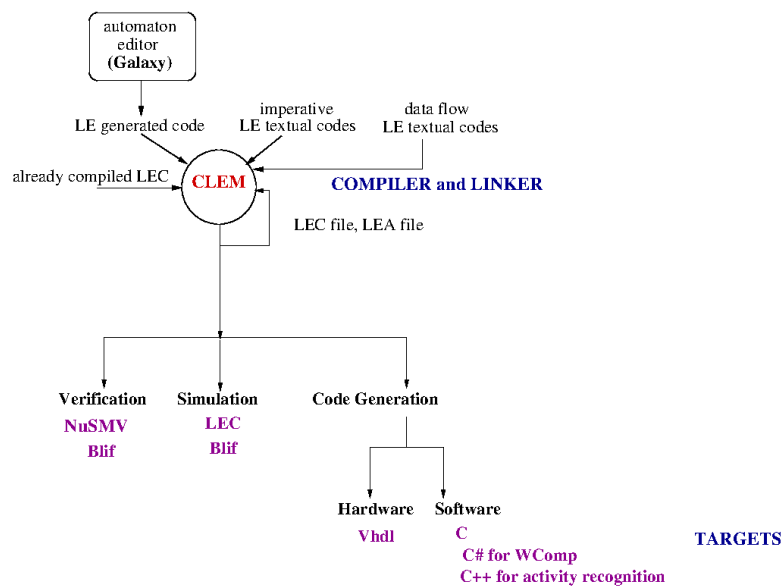 automaton
editor
(Galaxy)
LE generated code
imperative
LE textual codes
data flow
LE textual codes
already compiled LEC
CLEM
COMPILER and LINKER
LEC file, LEA file
Verification
NuSMV
Blif
Simulation
LEC
Blif
Code Generation
Hardware
Vhdl
Software
C
C# for WComp
C++ for activity recognition
TARGETS